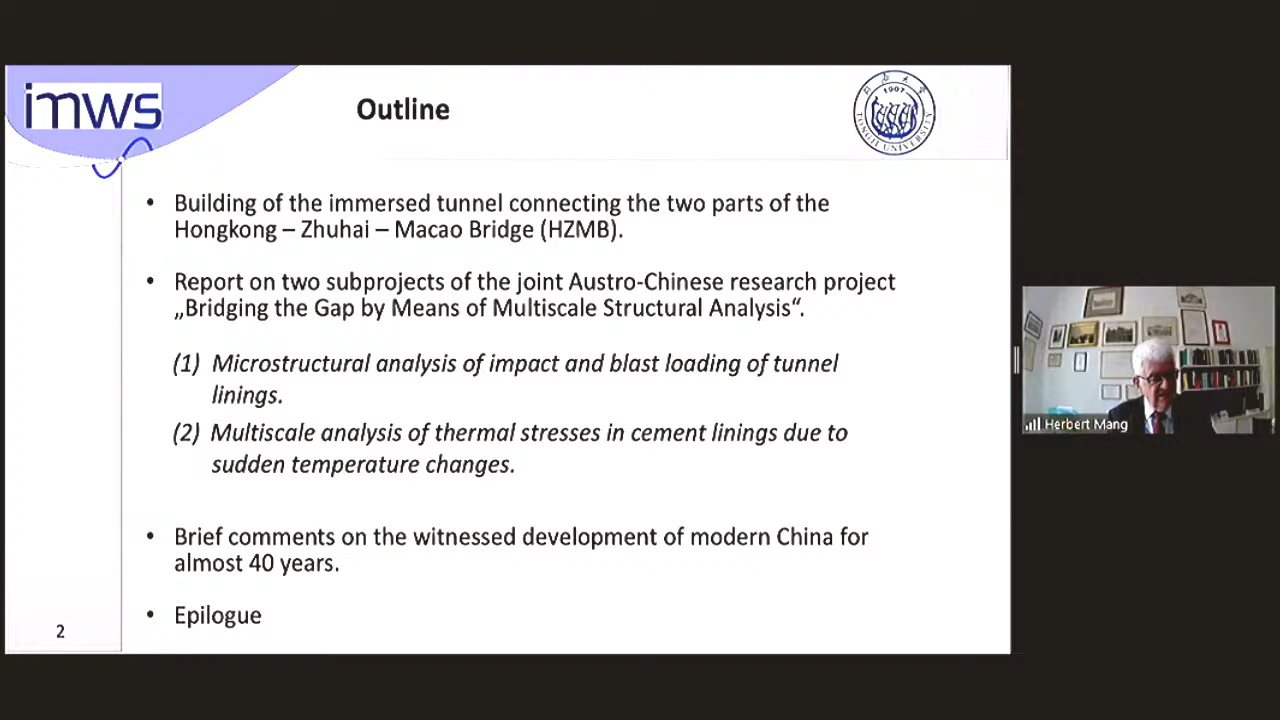 imws
Outline
1907
TONGJI UNIVERSITY
• Building of the immersed tunnel connecting the two parts of the
Hongkong – Zhuhai – Macao Bridge (HZMB).
• Report on two subprojects of the joint Austro-Chinese research project
„Bridging the Gap by Means of Multiscale Structural Analysis“.
(1) Microstructural analysis of impact and blast loading of tunnel
linings.
(2) Multiscale analysis of thermal stresses in cement linings due to
sudden temperature changes.
• Brief comments on the witnessed development of modern China for
almost 40 years.
• Epilogue
2
Herbert Mang